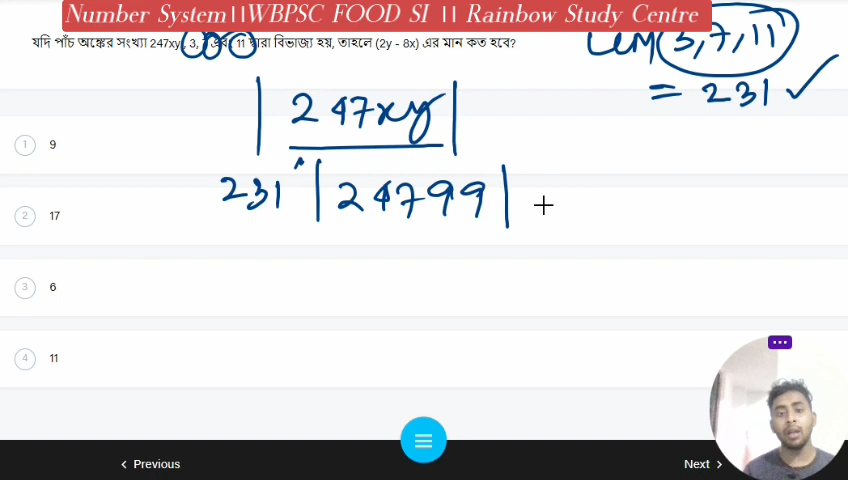 Number System||WBPSC FOOD SI || Rainbow Study Centre
যদি পাঁচ অঙ্কের সংখ্যা 247xy, 3, 7 এবং 11 দ্বারা বিভাজ্য হয়, তাহলে (2y - 8x) এর মান কত হবে?
LCM (3,7,11)
= 231 ✓
247xy
231 | 24799 |
1 9
2 17
3 6
4 11
< Previous
Next >